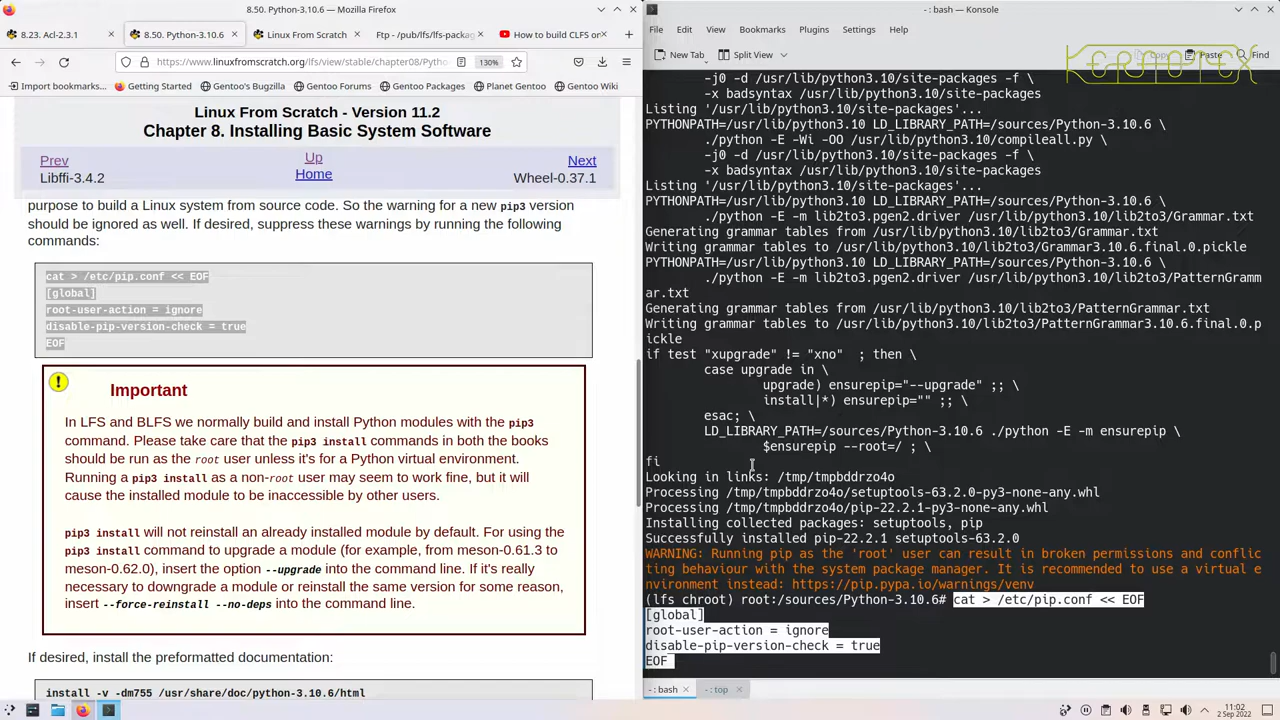 8.50. Python-3.10.6 — Mozilla Firefox
8.23. Acl-2.3.1
8.50. Python-3.10.6
Linux From Scratch
Ftp - /pub/lfs/lfs-packag
How to build CLFS on
https://www.linuxfromscratch.org/lfs/view/stable/chapter08/Pytho
130%
Import bookmarks...
Getting Started
Gentoo's Bugzilla
Gentoo Forums
Gentoo Packages
Planet Gentoo
Gentoo Wiki
Linux From Scratch - Version 11.2
Chapter 8. Installing Basic System Software
Prev
Up
Next
Libffi-3.4.2
Home
Wheel-0.37.1
purpose to build a Linux system from source code. So the warning for a new pip3 version
should be ignored as well. If desired, suppress these warnings by running the following
commands:
cat > /etc/pip.conf << EOF
[global]
root-user-action = ignore
disable-pip-version-check = true
EOF
Important
In LFS and BLFS we normally build and install Python modules with the pip3
command. Please take care that the pip3 install commands in both the books
should be run as the root user unless it's for a Python virtual environment.
Running a pip3 install as a non-root user may seem to work fine, but it will
cause the installed module to be inaccessible by other users.
pip3 install will not reinstall an already installed module by default. For using the
pip3 install command to upgrade a module (for example, from meson-0.61.3 to
meson-0.62.0), insert the option --upgrade into the command line. If it's really
necessary to downgrade a module or reinstall the same version for some reason,
insert --force-reinstall --no-deps into the command line.
If desired, install the preformatted documentation:
install -v -dm755 /usr/share/doc/python-3.10.6/html
- : bash — Konsole
File
Edit
View
Bookmarks
Plugins
Settings
Help
New Tab
Split View
Copy
Paste
Find
KERNOPLEX
-j0 -d /usr/lib/python3.10/site-packages -f \
-x badsyntax /usr/lib/python3.10/site-packages
Listing '/usr/lib/python3.10/site-packages'...
PYTHONPATH=/usr/lib/python3.10 LD_LIBRARY_PATH=/sources/Python-3.10.6 \
./python -E -Wi -OO /usr/lib/python3.10/compileall.py \
-j0 -d /usr/lib/python3.10/site-packages -f \
-x badsyntax /usr/lib/python3.10/site-packages
Listing '/usr/lib/python3.10/site-packages'...
PYTHONPATH=/usr/lib/python3.10 LD_LIBRARY_PATH=/sources/Python-3.10.6 \
./python -E -m lib2to3.pgen2.driver /usr/lib/python3.10/lib2to3/Grammar.txt
Generating grammar tables from /usr/lib/python3.10/lib2to3/Grammar.txt
Writing grammar tables to /usr/lib/python3.10/lib2to3/Grammar3.10.6.final.0.pickle
PYTHONPATH=/usr/lib/python3.10 LD_LIBRARY_PATH=/sources/Python-3.10.6 \
./python -E -m lib2to3.pgen2.driver /usr/lib/python3.10/lib2to3/PatternGramm
ar.txt
Generating grammar tables from /usr/lib/python3.10/lib2to3/PatternGrammar.txt
Writing grammar tables to /usr/lib/python3.10/lib2to3/PatternGrammar3.10.6.final.0.p
ickle
if test "xupgrade" != "xno" ; then \
case upgrade in \
upgrade) ensurepip="--upgrade" ;; \
install|*) ensurepip="" ;; \
esac; \
LD_LIBRARY_PATH=/sources/Python-3.10.6 ./python -E -m ensurepip \
$ensurepip --root=/ ; \
fi
Looking in links: /tmp/tmpbddrzo4o
Processing /tmp/tmpbddrzo4o/setuptools-63.2.0-py3-none-any.whl
Processing /tmp/tmpbddrzo4o/pip-22.2.1-py3-none-any.whl
Installing collected packages: setuptools, pip
Successfully installed pip-22.2.1 setuptools-63.2.0
WARNING: Running pip as the 'root' user can result in broken permissions and conflic
ting behaviour with the system package manager. It is recommended to use a virtual e
nvironment instead: https://pip.pypa.io/warnings/venv
(lfs chroot) root:/sources/Python-3.10.6# cat > /etc/pip.conf << EOF
[global]
root-user-action = ignore
disable-pip-version-check = true
EOF
- : bash
- : top
11:02
2 Sep 2022